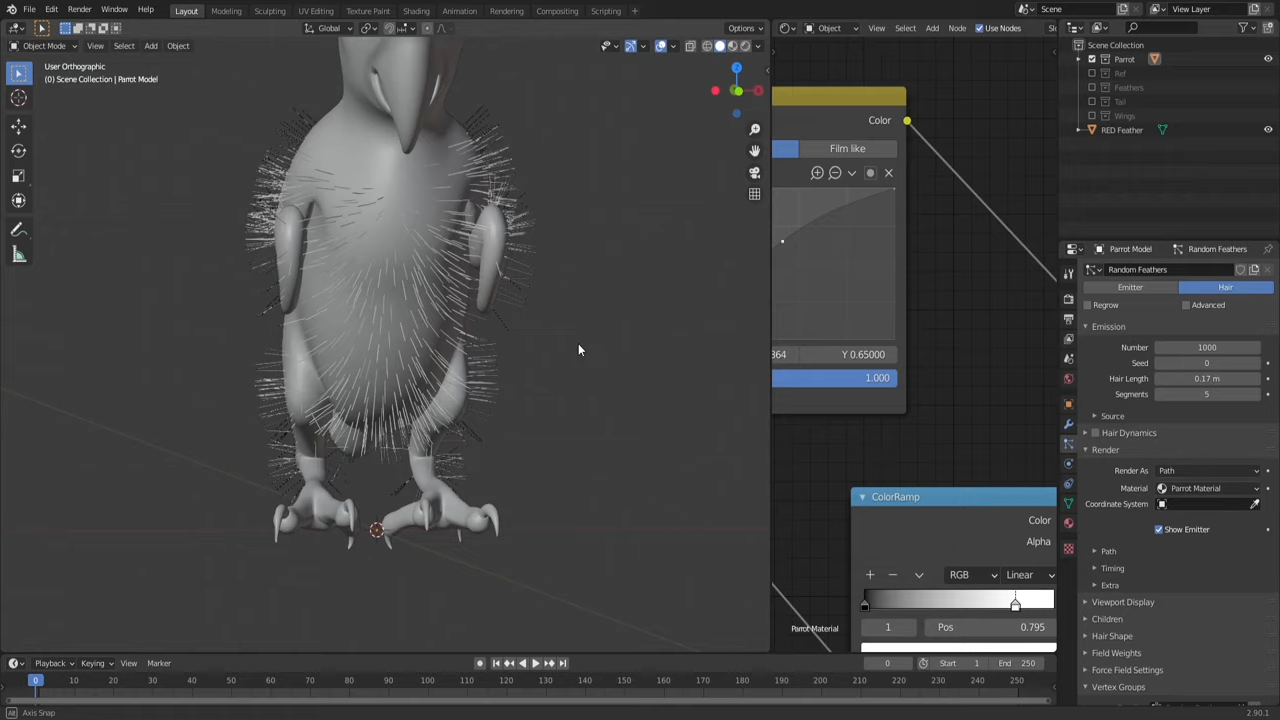 File Edit Render Window Help Layout Modeling Sculpting UV Editing Texture Paint Shading Animation Rendering Compositing Scripting + Scene View Layer
Global Options Object View Select Add Node Use Nodes
Object Mode View Select Add Object
User Orthographic
(0) Scene Collection | Parrot Model
Z
Color
Film like
Y 0.65000
1.000
ColorRamp
Color
Alpha
RGB Linear
1 Pos 0.795
Parrot Material
Scene Collection
Parrot
Ref
Feathers
Tail
Wings
RED Feather
Parrot Model Random Feathers
Random Feathers
Emitter Hair
Regrow Advanced
Emission
Number 1000
Seed 0
Hair Length 0.17 m
Segments 5
Source
Hair Dynamics
Render
Render As Path
Material Parrot Material
Coordinate System
Show Emitter
Path
Timing
Extra
Viewport Display
Children
Hair Shape
Field Weights
Force Field Settings
Vertex Groups
Playback Keying View Marker 0 Start 1 End 250
0 10 20 30 40 50 60 70 80 90 100 110 120 130 140 150 160 170 180 190 200 210 220 230 240 250
Axis Snap 2.90.1